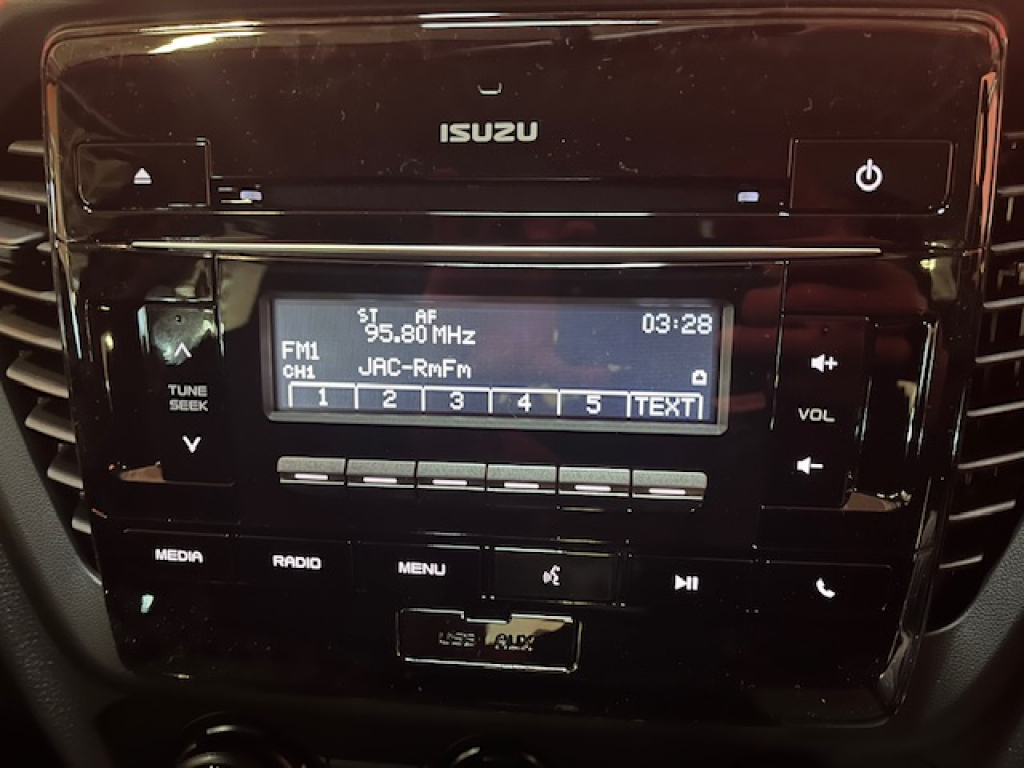 ISUZU
ST AF
95.80 MHz
03:28
FM1
CH1
JAC-RmFm
1 2 3 4 5 TEXT
TUNE
SEEK
VOL
MEDIA
RADIO
MENU
USB AUX